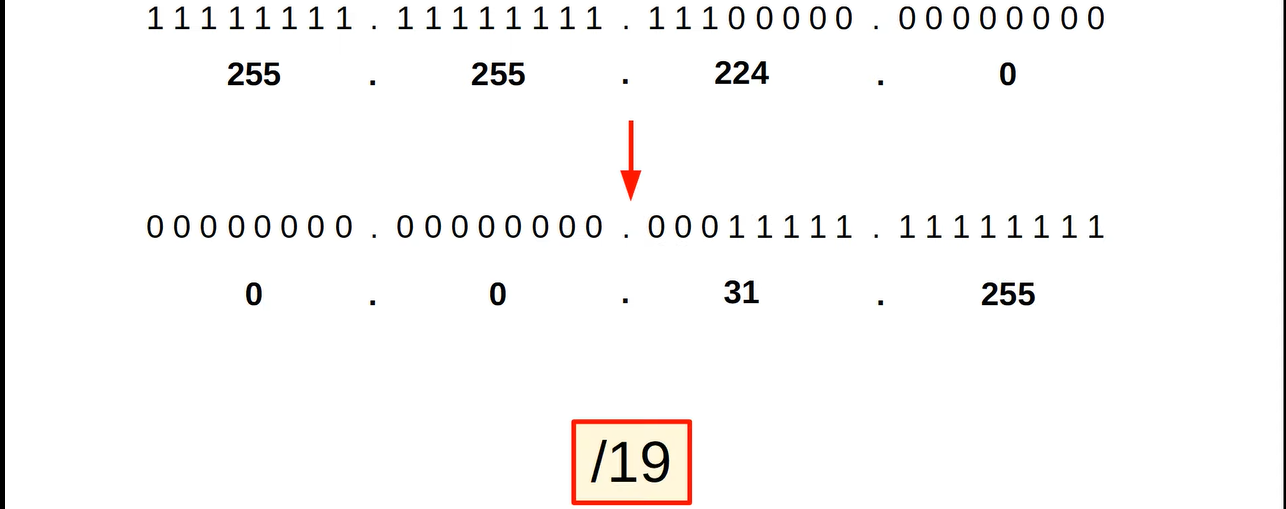 1 1 1 1 1 1 1 1 . 1 1 1 1 1 1 1 1 . 1 1 1 0 0 0 0 0 . 0 0 0 0 0 0 0 0
255 . 255 . 224 . 0
0 0 0 0 0 0 0 0 . 0 0 0 0 0 0 0 0 . 0 0 0 1 1 1 1 1 . 1 1 1 1 1 1 1 1
0 . 0 . 31 . 255
/19